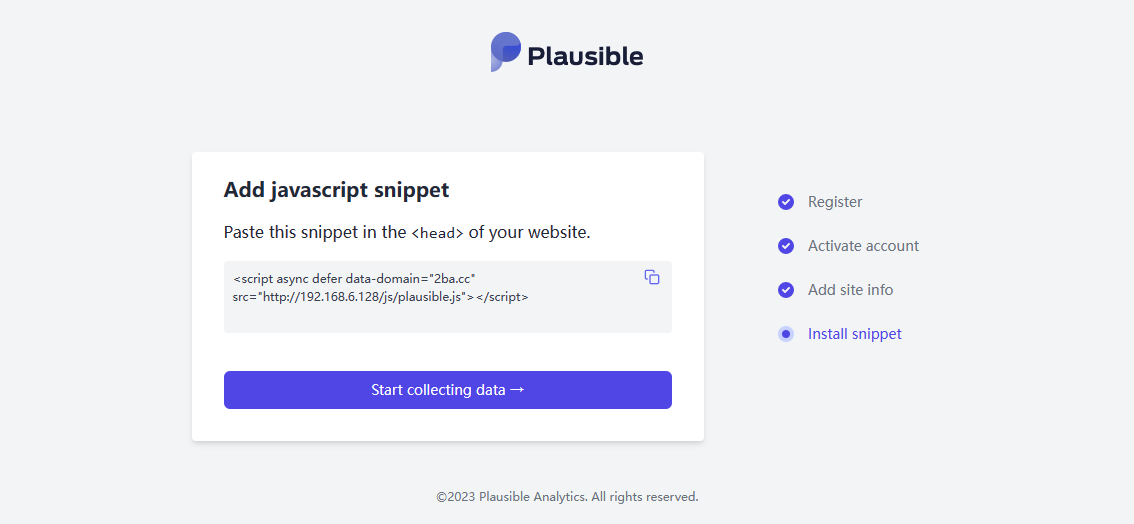 Plausible
Add javascript snippet
Paste this snippet in the <head> of your website.
<script async defer data-domain="2ba.cc"
src="http://192.168.6.128/js/plausible.js"></script>
Start collecting data →
Register
Activate account
Add site info
Install snippet
©2023 Plausible Analytics. All rights reserved.